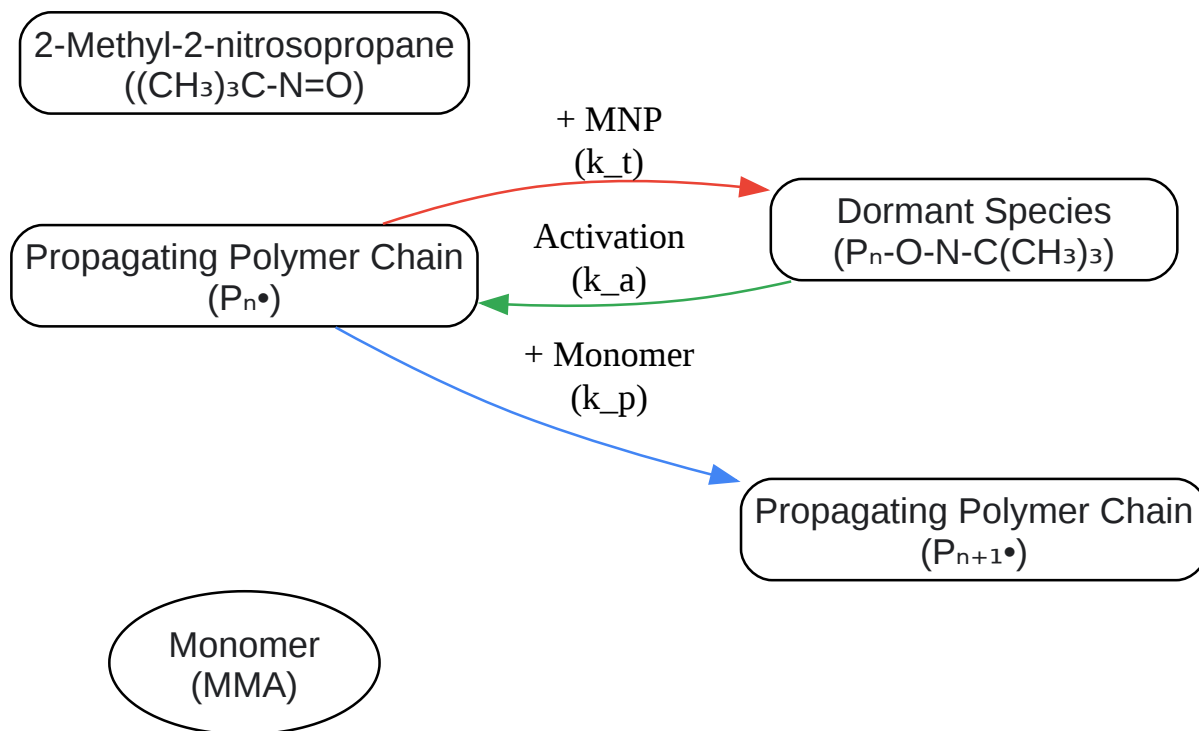 2-Methyl-2-nitrosopropane
((CH₃)₃C-N=O)
+ MNP
(k_t)
Dormant Species
(Pₙ-O-N-C(CH₃)₃)
Propagating Polymer Chain
(Pₙ•)
Activation
(k_a)
+ Monomer
(k_p)
Propagating Polymer Chain
(Pₙ₊₁•)
Monomer
(MMA)